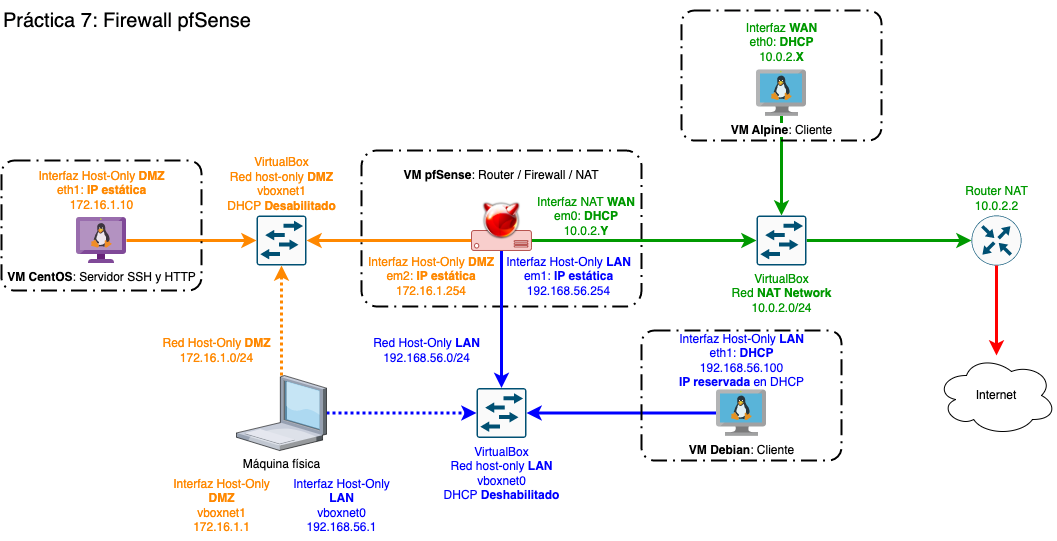 Práctica 7: Firewall pfSense
Interfaz WAN
eth0: DHCP
10.0.2.X
VM Alpine: Cliente
Interfaz Host-Only DMZ
eth1: IP estática
172.16.1.10
VM CentOS: Servidor SSH y HTTP
VirtualBox
Red host-only DMZ
vboxnet1
DHCP Desabilitado
VM pfSense: Router / Firewall / NAT
Interfaz NAT WAN
em0: DHCP
10.0.2.Y
Interfaz Host-Only DMZ
em2: IP estática
172.16.1.254
Interfaz Host-Only LAN
em1: IP estática
192.168.56.254
Router NAT
10.0.2.2
VirtualBox
Red NAT Network
10.0.2.0/24
Red Host-Only DMZ
172.16.1.0/24
Red Host-Only LAN
192.168.56.0/24
Interfaz Host-Only LAN
eth1: DHCP
192.168.56.100
IP reservada en DHCP
VM Debian: Cliente
Internet
Máquina física
Interfaz Host-Only
DMZ
vboxnet1
172.16.1.1
Interfaz Host-Only
LAN
vboxnet0
192.168.56.1
VirtualBox
Red host-only LAN
vboxnet0
DHCP Deshabilitado